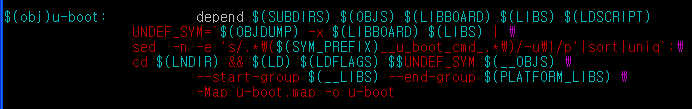 $(obj)u-boot: depend $(SUBDIRS) $(OBJS) $(LIBBOARD) $(LIBS) $(LDSCRIPT)
UNDEF_SYM=`$(OBJDUMP) -x $(LIBBOARD) $(LIBS) | ₩
sed -n -e 's/.*₩($(SYM_PREFIX)__u_boot_cmd_.*₩)/-u₩1/p'|sort|uniq`;₩
cd $(LNDIR) && $(LD) $(LDFLAGS) $$UNDEF_SYM $(__OBJS) ₩
--start-group $(__LIBS) --end-group $(PLATFORM_LIBS) ₩
-Map u-boot.map -o u-boot